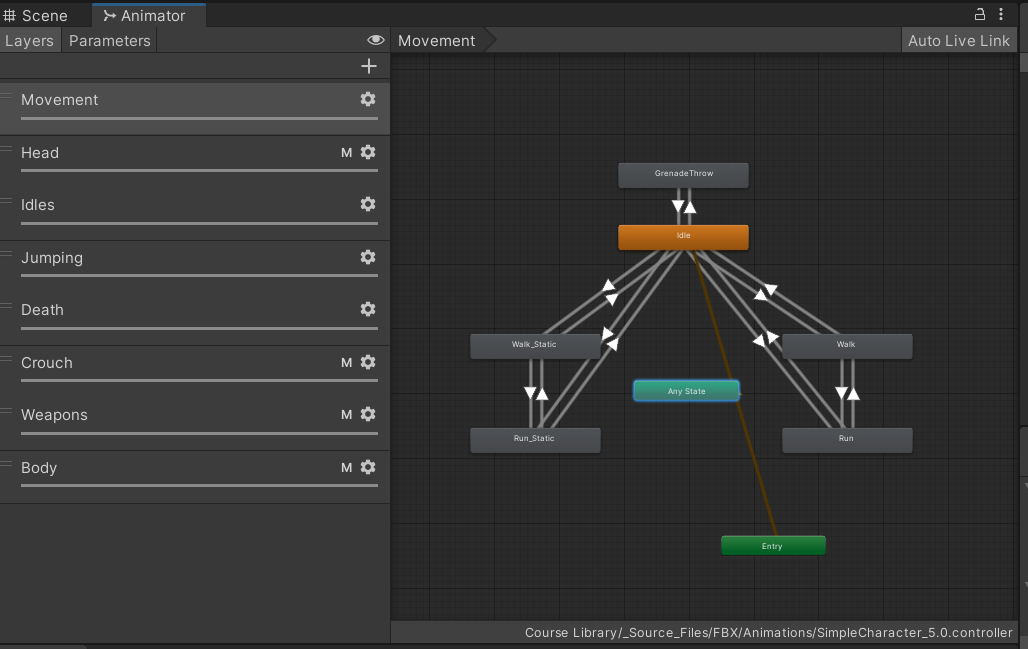 Scene
Animator
Layers Parameters
Movement
Auto Live Link
Movement
Head M
Idles
Jumping
Death
Crouch M
Weapons M
Body M
GrenadeThrow
Idle
Walk_Static
Walk
Any State
Run_Static
Run
Entry
Course Library/_Source_Files/FBX/Animations/SimpleCharacter_5.0.controller